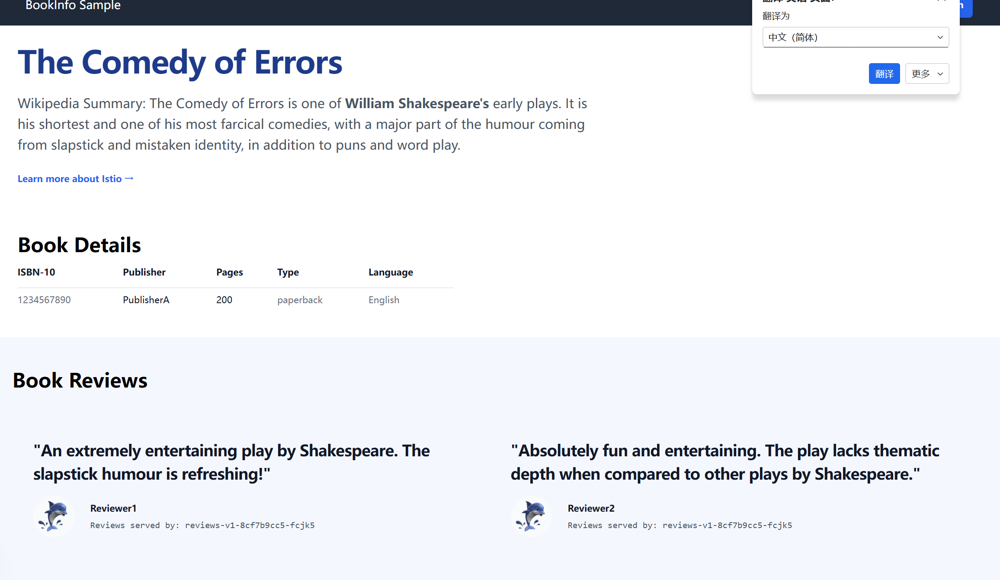 BookInfo Sample
翻译为
中文（简体）
翻译 更多
The Comedy of Errors
Wikipedia Summary: The Comedy of Errors is one of William Shakespeare's early plays. It is
his shortest and one of his most farcical comedies, with a major part of the humour coming
from slapstick and mistaken identity, in addition to puns and word play.
Learn more about Istio →
Book Details
ISBN-10 Publisher Pages Type Language
1234567890 PublisherA 200 paperback English
Book Reviews
"An extremely entertaining play by Shakespeare. The
slapstick humour is refreshing!"
Reviewer1
Reviews served by: reviews-v1-8cf7b9cc5-fcjk5
"Absolutely fun and entertaining. The play lacks thematic
depth when compared to other plays by Shakespeare."
Reviewer2
Reviews served by: reviews-v1-8cf7b9cc5-fcjk5